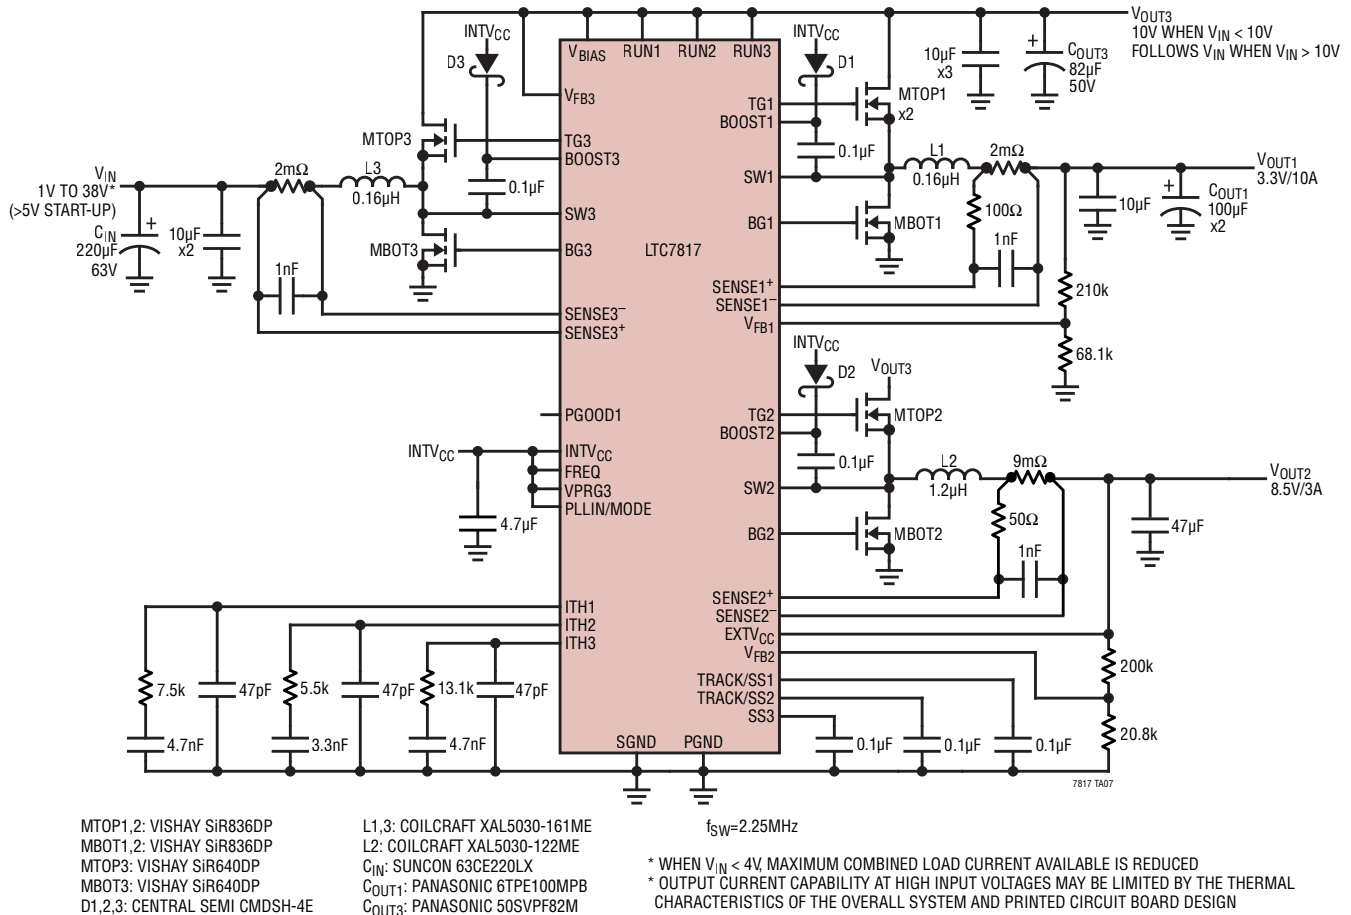 VOUT3
10V WHEN VIN < 10V
FOLLOWS VIN WHEN VIN > 10V
INTVCC
D3
VBIAS
RUN1
RUN2
RUN3
INTVCC
D1
10µF
x3
+
COUT3
82µF
50V
VFB3
TG1
BOOST1
MTOP1
x2
MTOP3
TG3
BOOST3
0.1µF
0.1µF
VIN
1V TO 38V*
(>5V START-UP)
2mΩ
L3
0.16µH
SW3
SW1
L1
0.16µH
2mΩ
VOUT1
3.3V/10A
CIN
220µF
63V
+
10µF
x2
1nF
MBOT3
BG3
LTC7817
BG1
MBOT1
100Ω
1nF
10µF
+
COUT1
100µF
x2
SENSE3–
SENSE3+
SENSE1+
SENSE1–
VFB1
210k
68.1k
INTVCC
D2
VOUT3
PGOOD1
TG2
BOOST2
MTOP2
0.1µF
INTVCC
INTVCC
FREQ
VPRG3
PLLIN/MODE
4.7µF
SW2
L2
1.2µH
9mΩ
VOUT2
8.5V/3A
BG2
MBOT2
50Ω
1nF
47µF
SENSE2+
SENSE2–
EXTVCC
VFB2
ITH1
ITH2
ITH3
200k
20.8k
TRACK/SS1
TRACK/SS2
SS3
7.5k
47pF
5.5k
47pF
13.1k
47pF
4.7nF
3.3nF
4.7nF
SGND
PGND
0.1µF
0.1µF
0.1µF
7817 TA07
MTOP1,2: VISHAY SiR836DP
MBOT1,2: VISHAY SiR836DP
MTOP3: VISHAY SiR640DP
MBOT3: VISHAY SiR640DP
D1,2,3: CENTRAL SEMI CMDSH-4E
L1,3: COILCRAFT XAL5030-161ME
L2: COILCRAFT XAL5030-122ME
CIN: SUNCON 63CE220LX
COUT1: PANASONIC 6TPE100MPB
COUT3: PANASONIC 50SVPF82M
fSW=2.25MHz
* WHEN VIN < 4V, MAXIMUM COMBINED LOAD CURRENT AVAILABLE IS REDUCED
* OUTPUT CURRENT CAPABILITY AT HIGH INPUT VOLTAGES MAY BE LIMITED BY THE THERMAL
CHARACTERISTICS OF THE OVERALL SYSTEM AND PRINTED CIRCUIT BOARD DESIGN